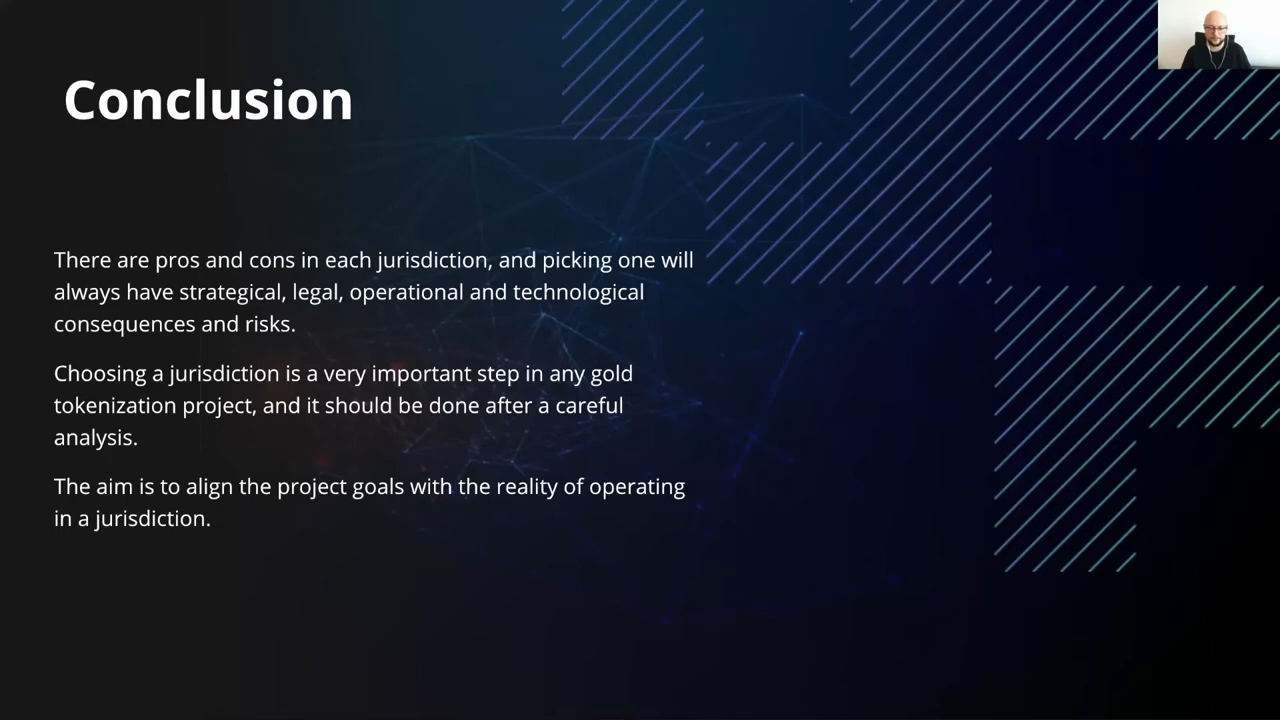 Conclusion
There are pros and cons in each jurisdiction, and picking one will
always have strategical, legal, operational and technological
consequences and risks.
Choosing a jurisdiction is a very important step in any gold
tokenization project, and it should be done after a careful
analysis.
The aim is to align the project goals with the reality of operating
in a jurisdiction.